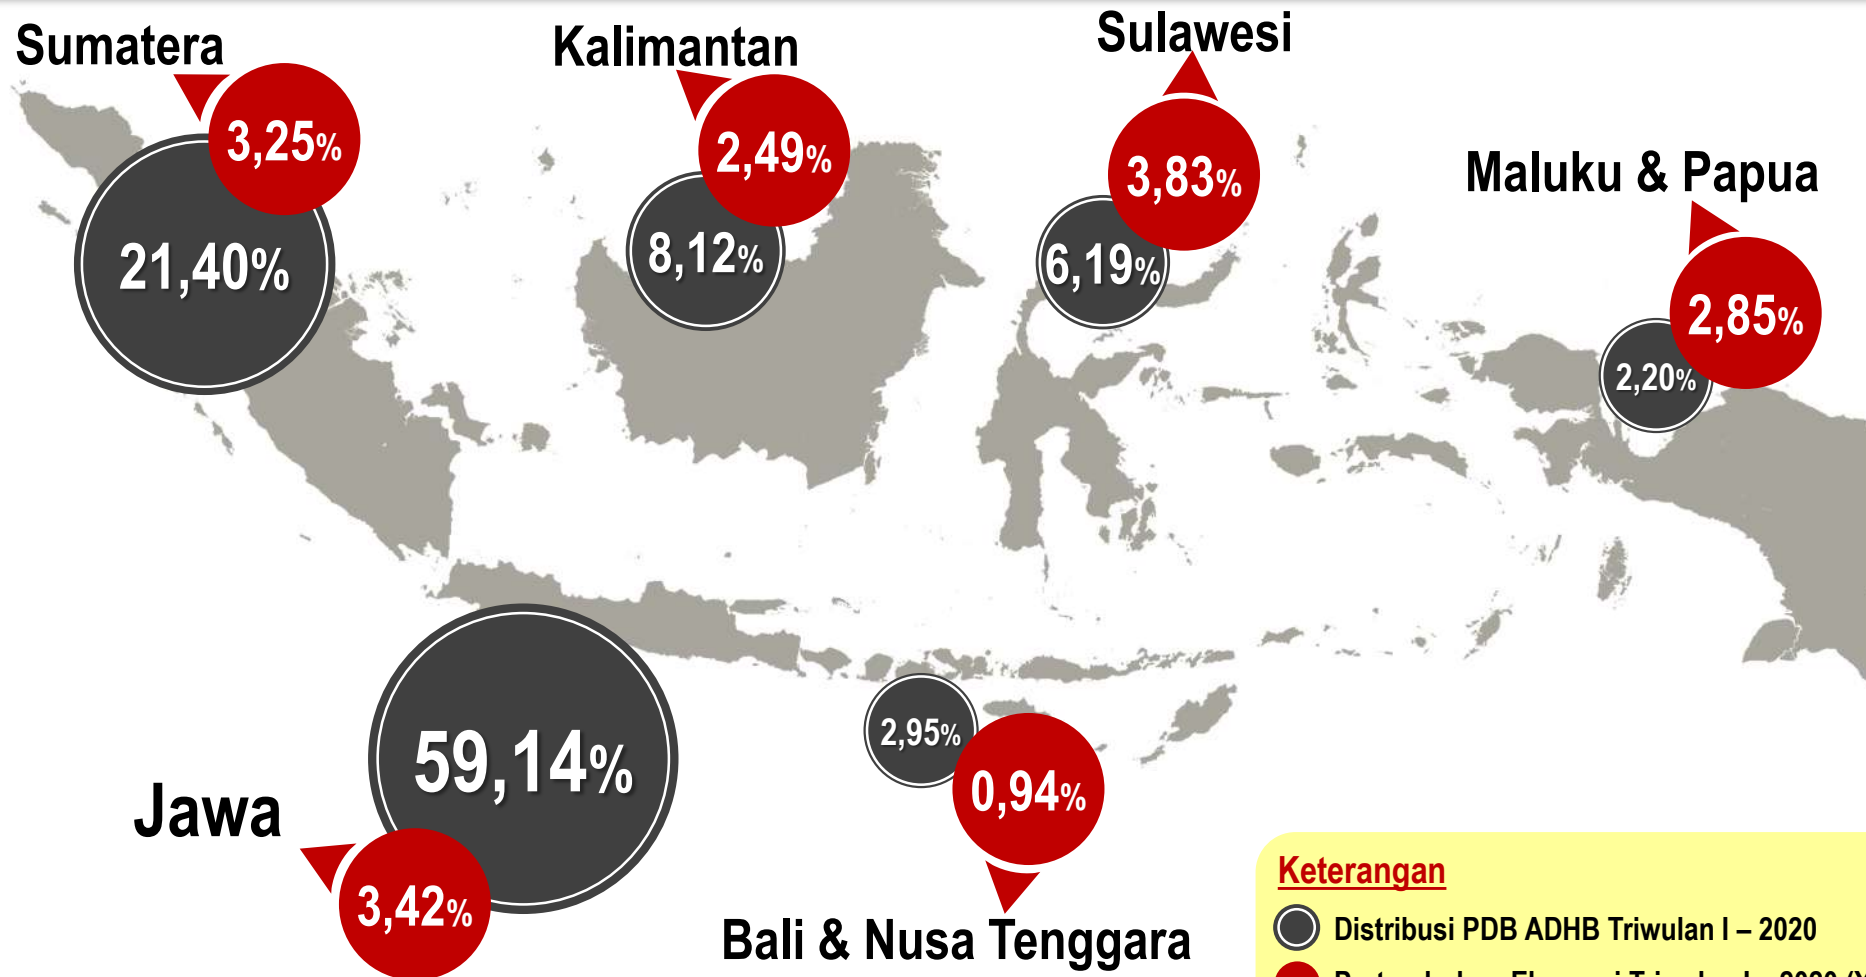 Sumatera
3,25%
21,40%
Kalimantan
2,49%
8,12%
Sulawesi
3,83%
6,19%
Maluku & Papua
2,85%
2,20%
Jawa
59,14%
3,42%
2,95%
0,94%
Bali & Nusa Tenggara
Keterangan
Distribusi PDB ADHB Triwulan I – 2020